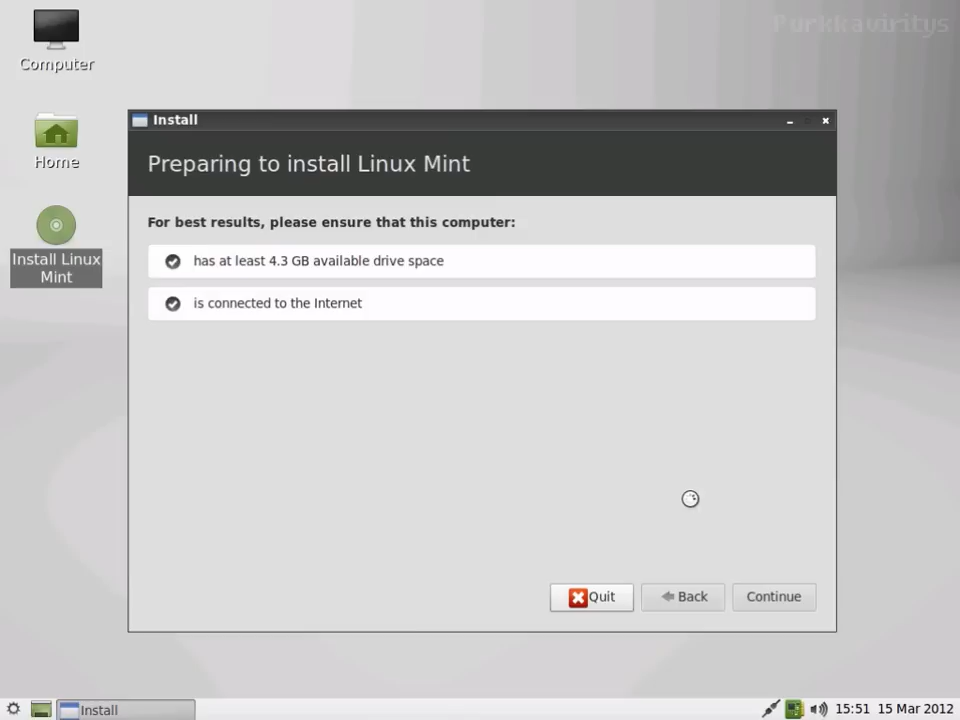 Purkkaviritys
Computer
Home
Install Linux
Mint
Install
Preparing to install Linux Mint
For best results, please ensure that this computer:
has at least 4.3 GB available drive space
is connected to the Internet
Quit
Back
Continue
Install
15:51 15 Mar 2012